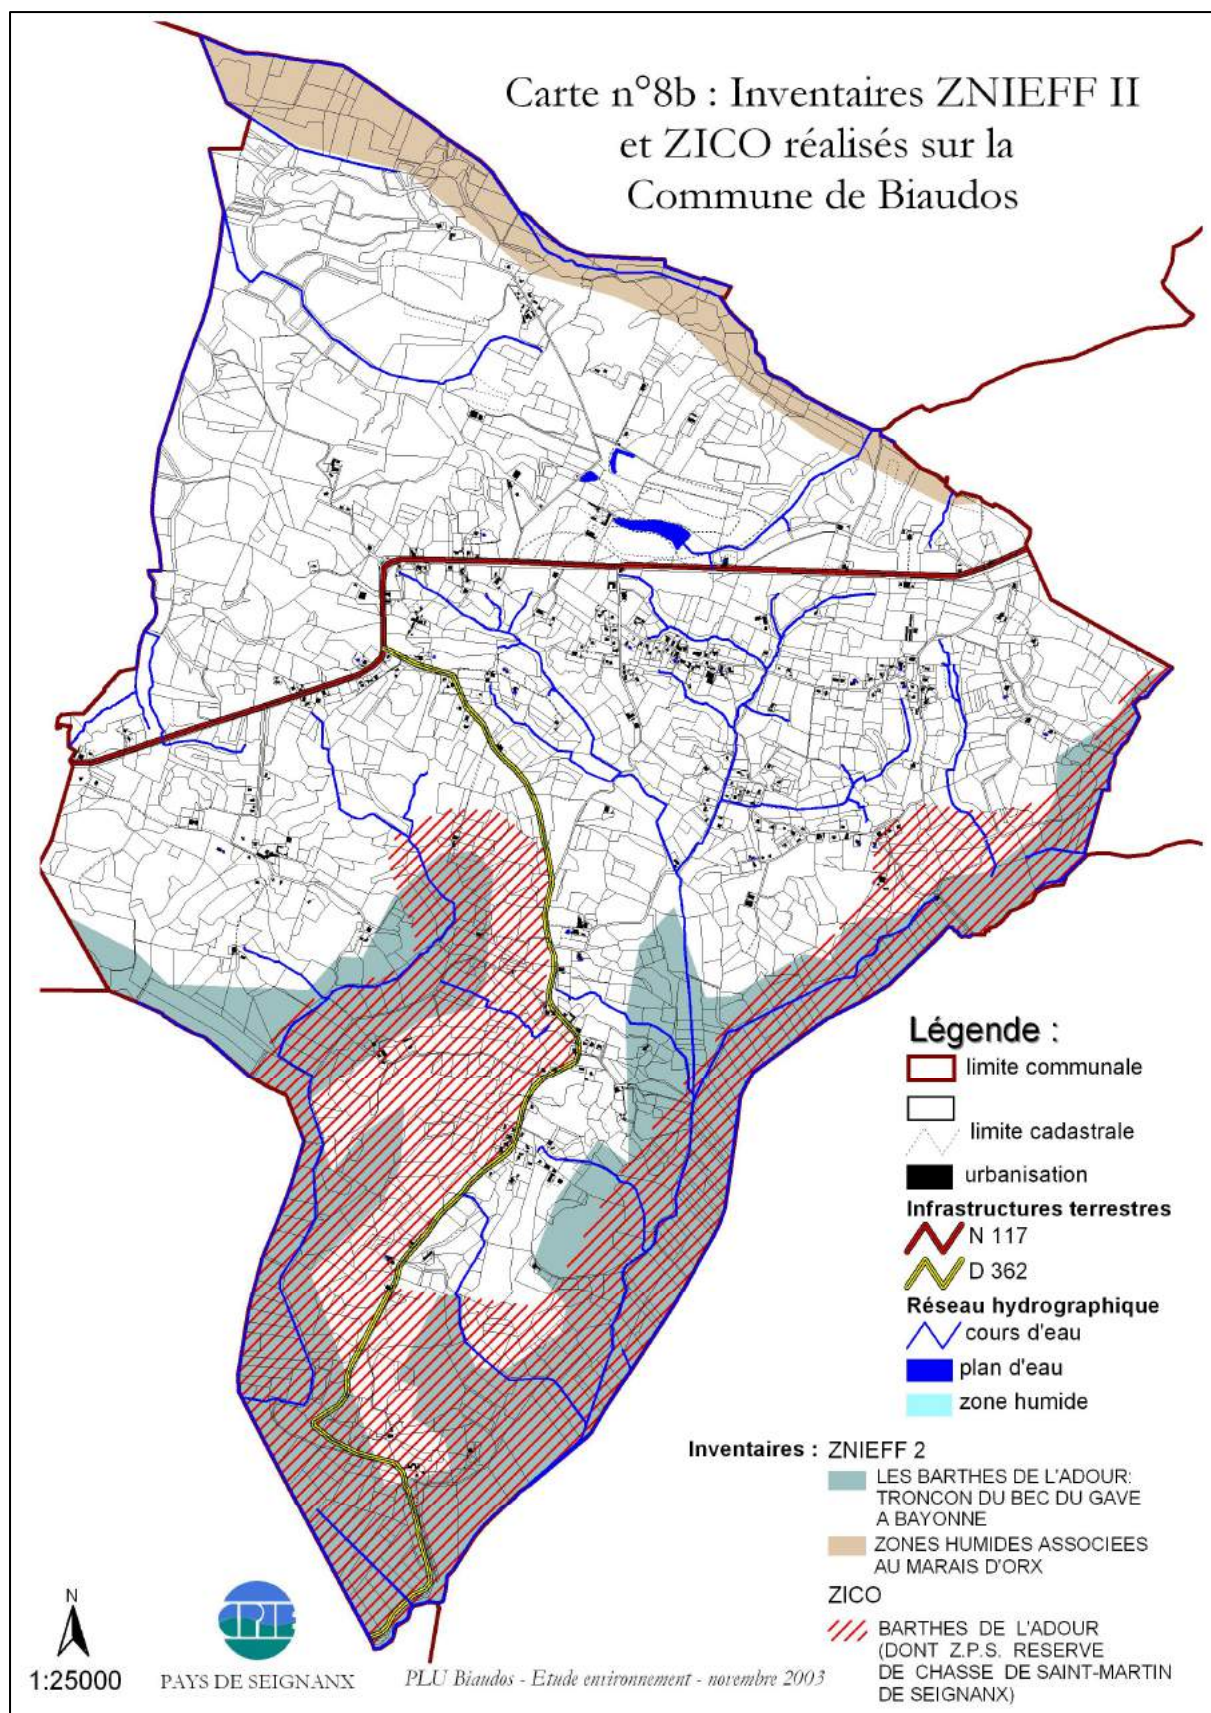 Carte n°8b : Inventaires ZNIEFF II
et ZICO réalisés sur la
Commune de Biaudos
Légende :
limite communale
limite cadastrale
urbanisation
Infrastructures terrestres
N 117
D 362
Réseau hydrographique
cours d'eau
plan d'eau
zone humide
Inventaires : ZNIEFF 2
LES BARTHES DE L'ADOUR:
TRONCON DU BEC DU GAVE
A BAYONNE
ZONES HUMIDES ASSOCIEES
AU MARAIS D'ORX
ZICO
BARTHES DE L'ADOUR
(DONT Z.P.S. RESERVE
DE CHASSE DE SAINT-MARTIN
DE SEIGNANX)
N
1:25000
CPIE
PAYS DE SEIGNANX
PLU Biaudos - Etude environnement - novembre 2003